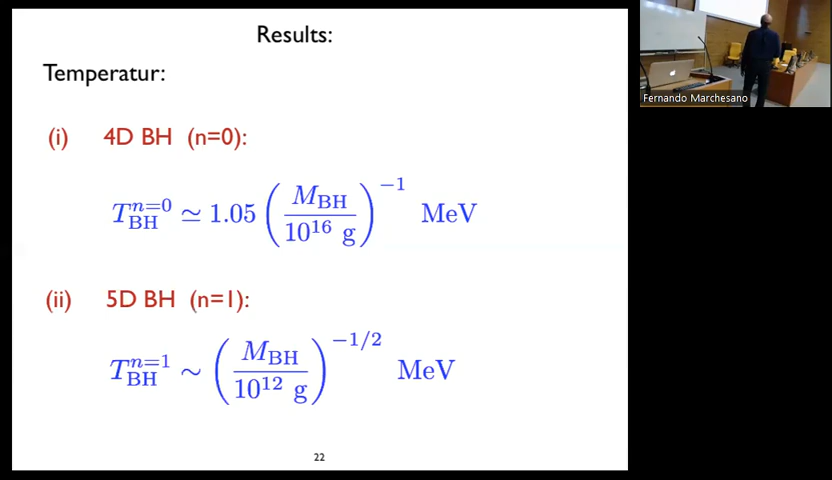 Results:
Temperatur:
(i) 4D BH (n=0):
T_BH^{n=0} ≃ 1.05 (M_BH / 10^16 g)^{-1} MeV
(ii) 5D BH (n=1):
T_BH^{n=1} ∼ (M_BH / 10^12 g)^{-1/2} MeV
22
Fernando Marchesano